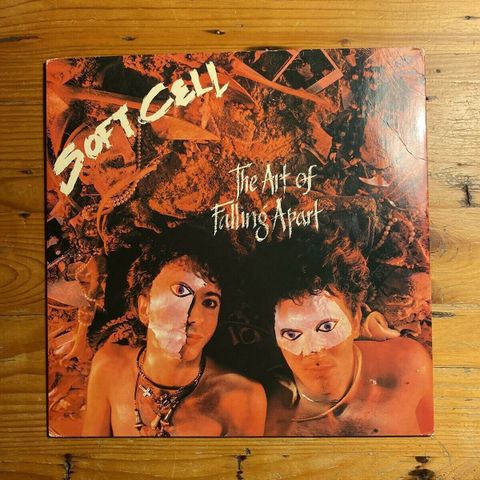 SOFT CELL
The Art of
Falling Apart